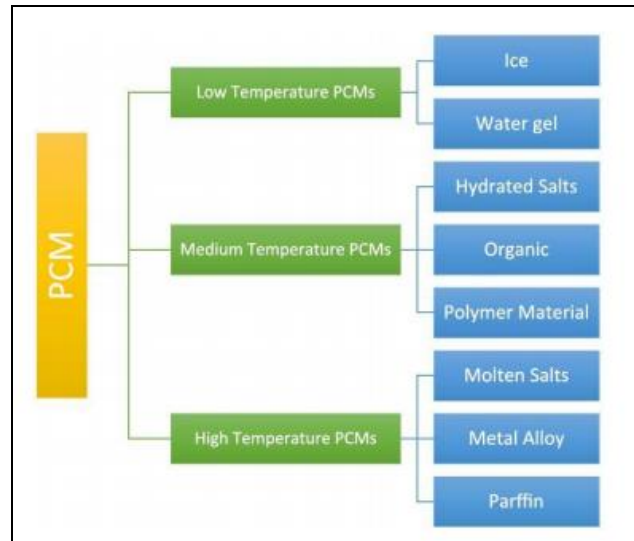 PCM
Low Temperature PCMs
Ice
Water gel
Medium Temperature PCMs
Hydrated Salts
Organic
Polymer Material
High Temperature PCMs
Molten Salts
Metal Alloy
Parffin